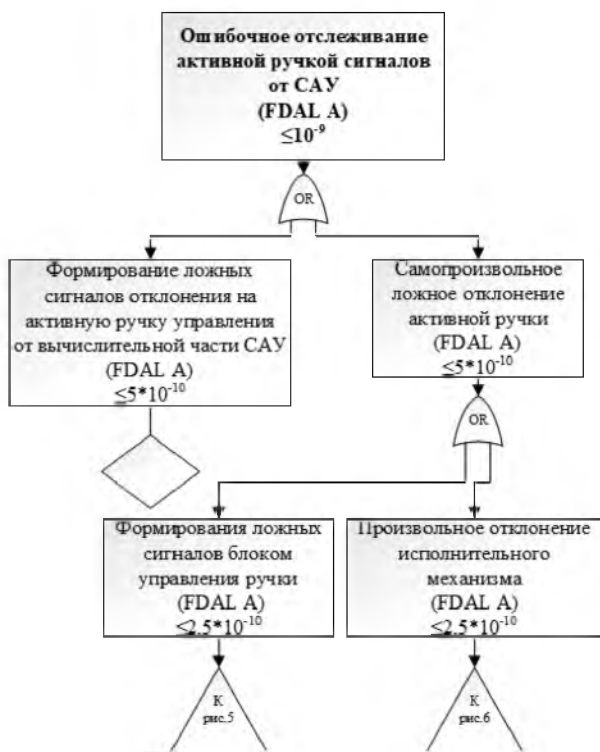 Ошибочное отслеживание
активной ручкой сигналов
от САУ
(FDAL A)
≤10⁻⁹
OR
Формирование ложных
сигналов отклонения на
активную ручку управления
от вычислительной части САУ
(FDAL A)
≤5*10⁻¹⁰
Самопроизвольное
ложное отклонение
активной ручки
(FDAL A)
≤5*10⁻¹⁰
OR
Формирования ложных
сигналов блоком
управления ручки
(FDAL A)
≤2.5*10⁻¹⁰
Произвольное отклонение
исполнительного
механизма
(FDAL A)
≤2.5*10⁻¹⁰
К
рис.5
К
рис.6